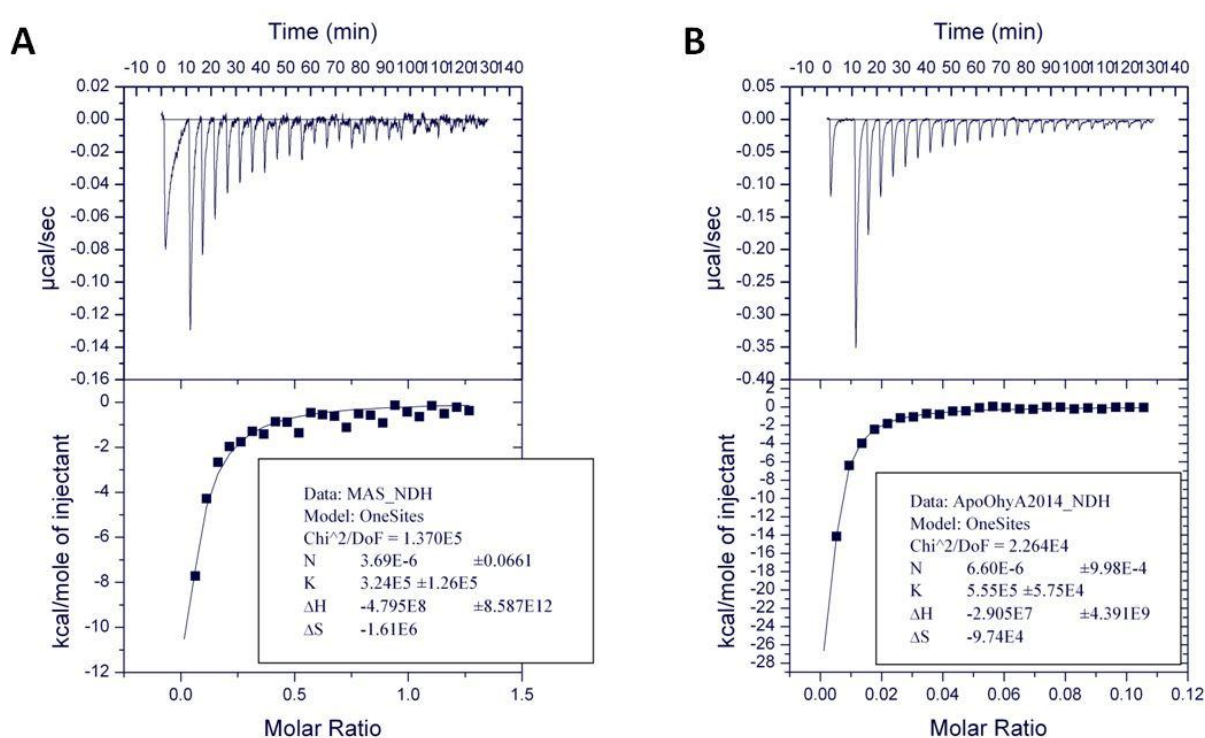 A
Time (min)
-10 0 10 20 30 40 50 60 70 80 90 100 110 120 130 140
0.02
0.00
-0.02
-0.04
-0.06
-0.08
-0.10
-0.12
-0.14
-0.16
µcal/sec
0
-2
-4
-6
-8
-10
-12
kcal/mole of injectant
Data: MAS_NDH
Model: OneSites
Chi^2/DoF = 1.370E5
N 3.69E-6 ±0.0661
K 3.24E5 ±1.26E5
ΔH -4.795E8 ±8.587E12
ΔS -1.61E6
0.0 0.5 1.0 1.5
Molar Ratio
B
Time (min)
-10 0 10 20 30 40 50 60 70 80 90 100 110 120 130 140
0.05
0.00
-0.05
-0.10
-0.15
-0.20
-0.25
-0.30
-0.35
-0.40
µcal/sec
2
0
-2
-4
-6
-8
-10
-12
-14
-16
-18
-20
-22
-24
-26
-28
kcal/mole of injectant
Data: ApoOhyA2014_NDH
Model: OneSites
Chi^2/DoF = 2.264E4
N 6.60E-6 ±9.98E-4
K 5.55E5 ±5.75E4
ΔH -2.905E7 ±4.391E9
ΔS -9.74E4
0.00 0.02 0.04 0.06 0.08 0.10 0.12
Molar Ratio